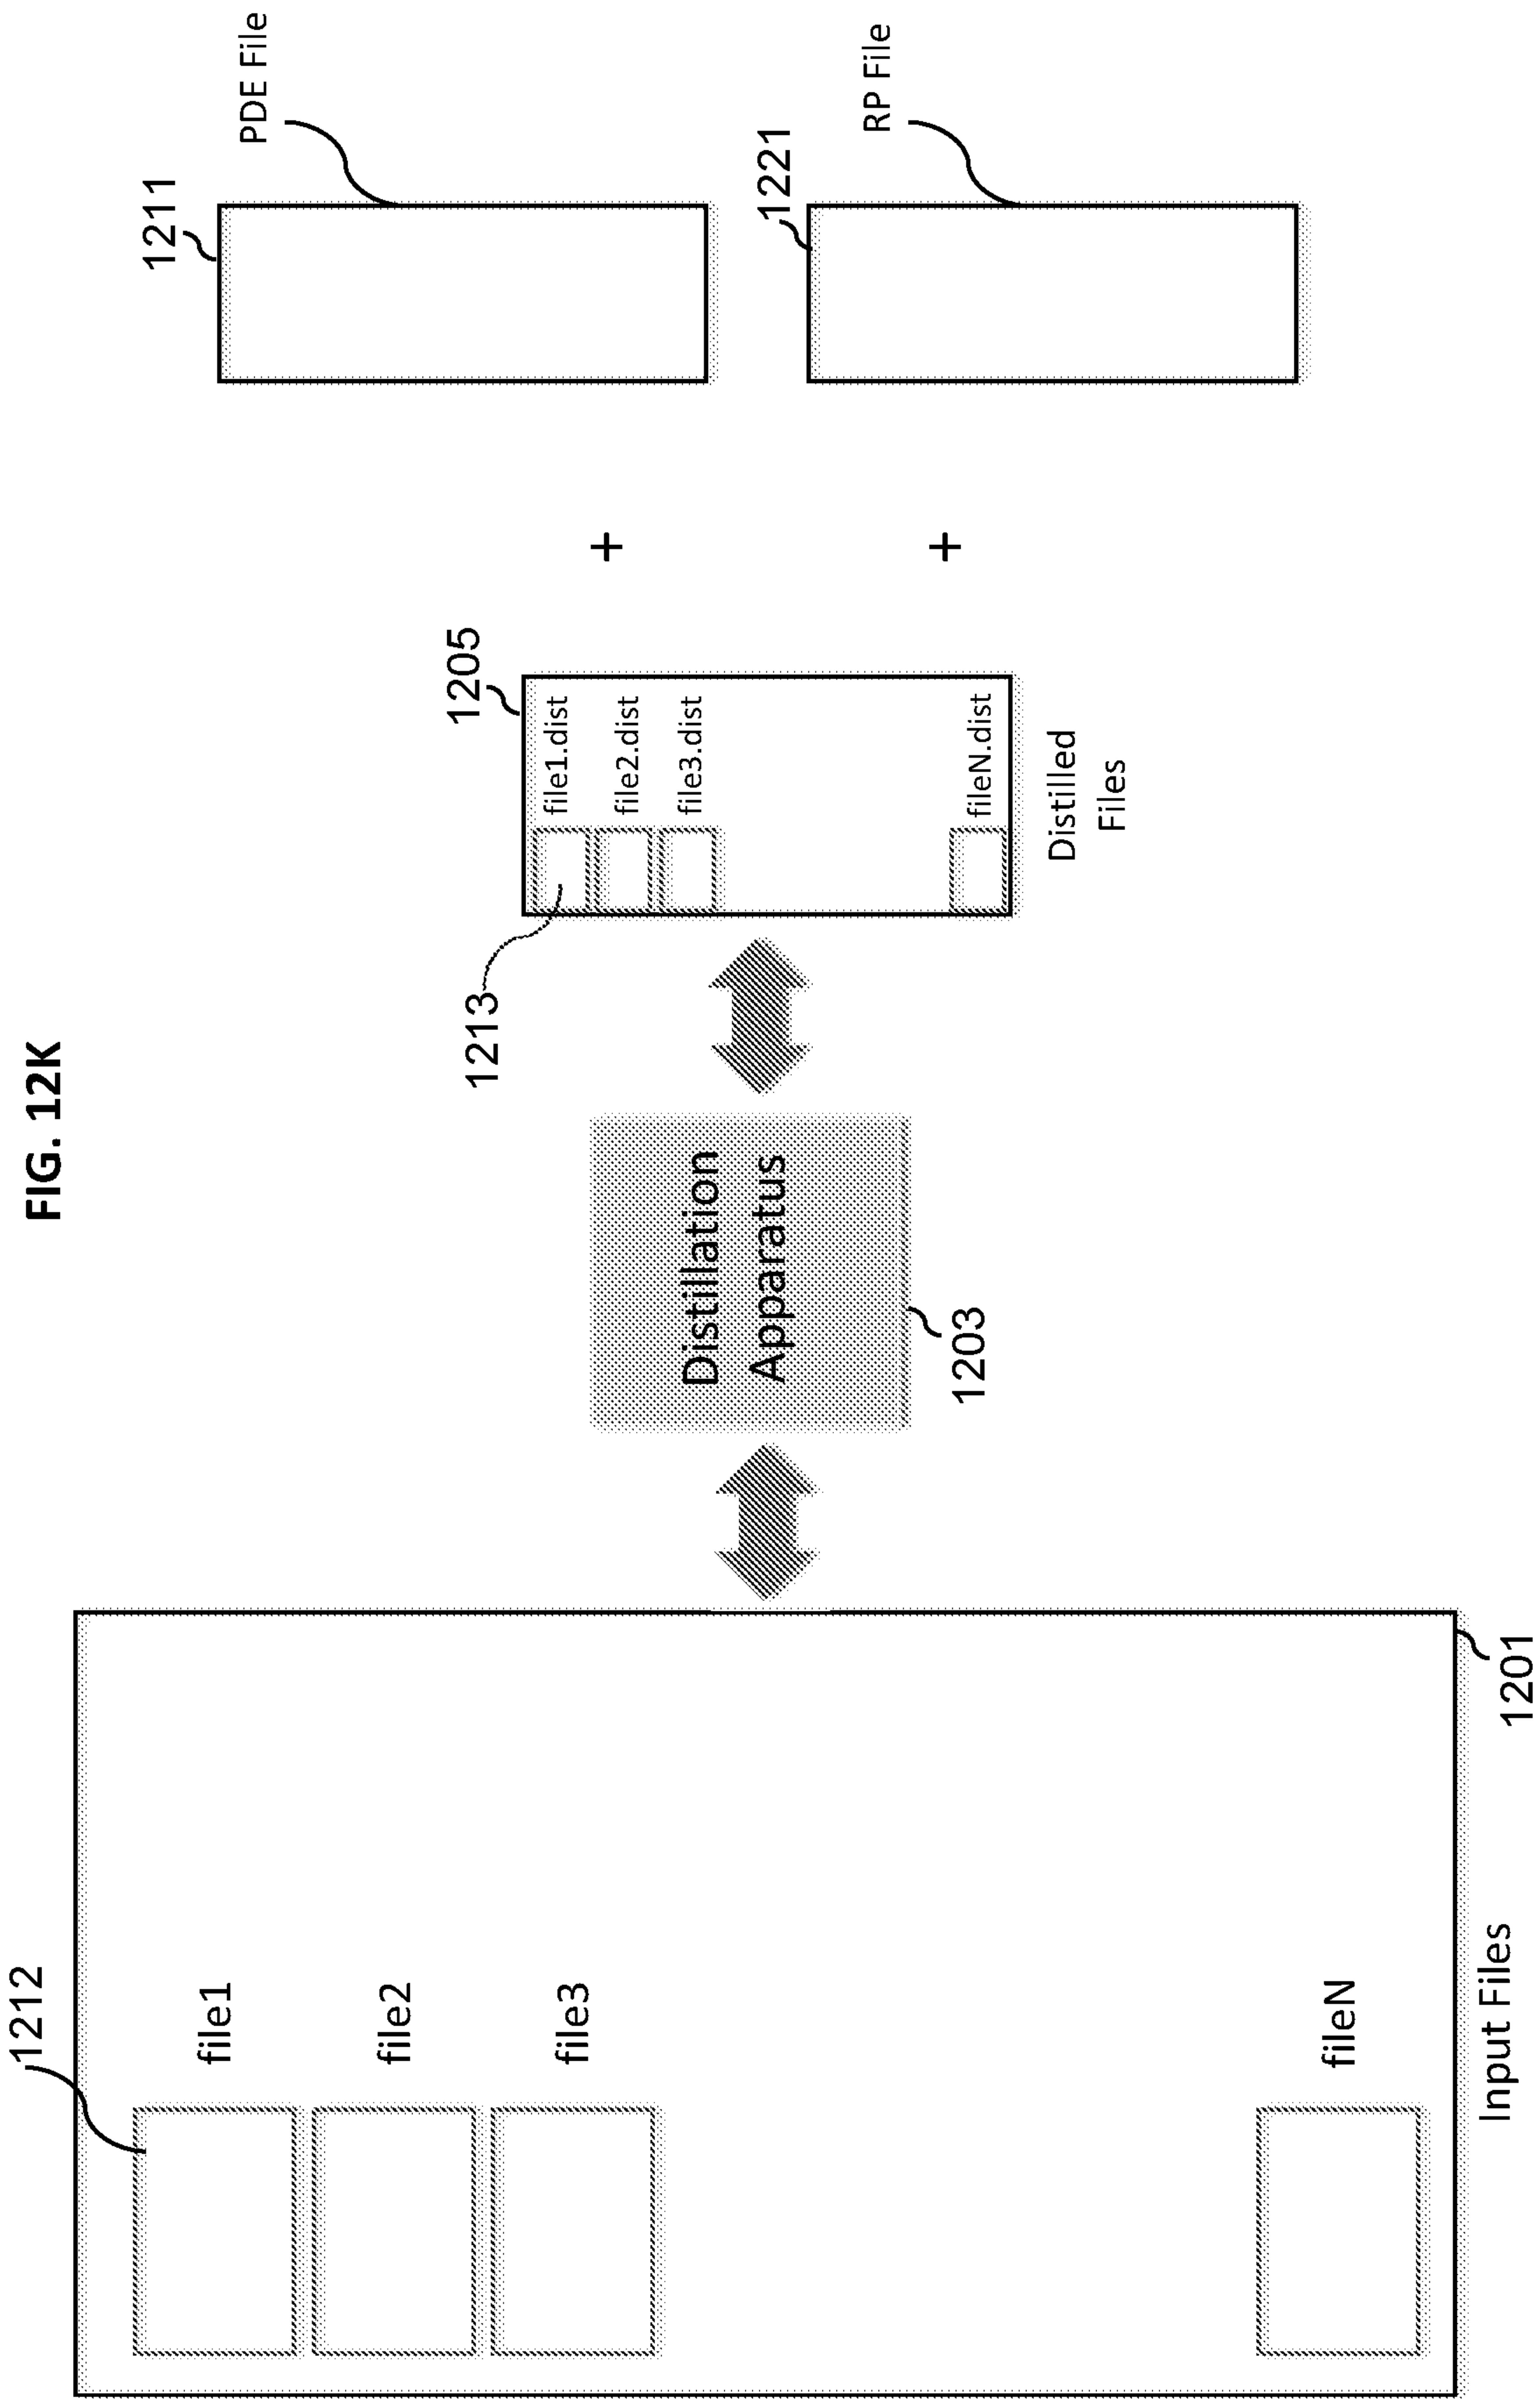 FIG. 12K
1212
file1
file2
file3
fileN
Input Files
1201
Distillation
Apparatus
1203
1213
1205
file1.dist
file2.dist
file3.dist
fileN.dist
Distilled
Files
+
+
1211
PDE File
1221
RP File